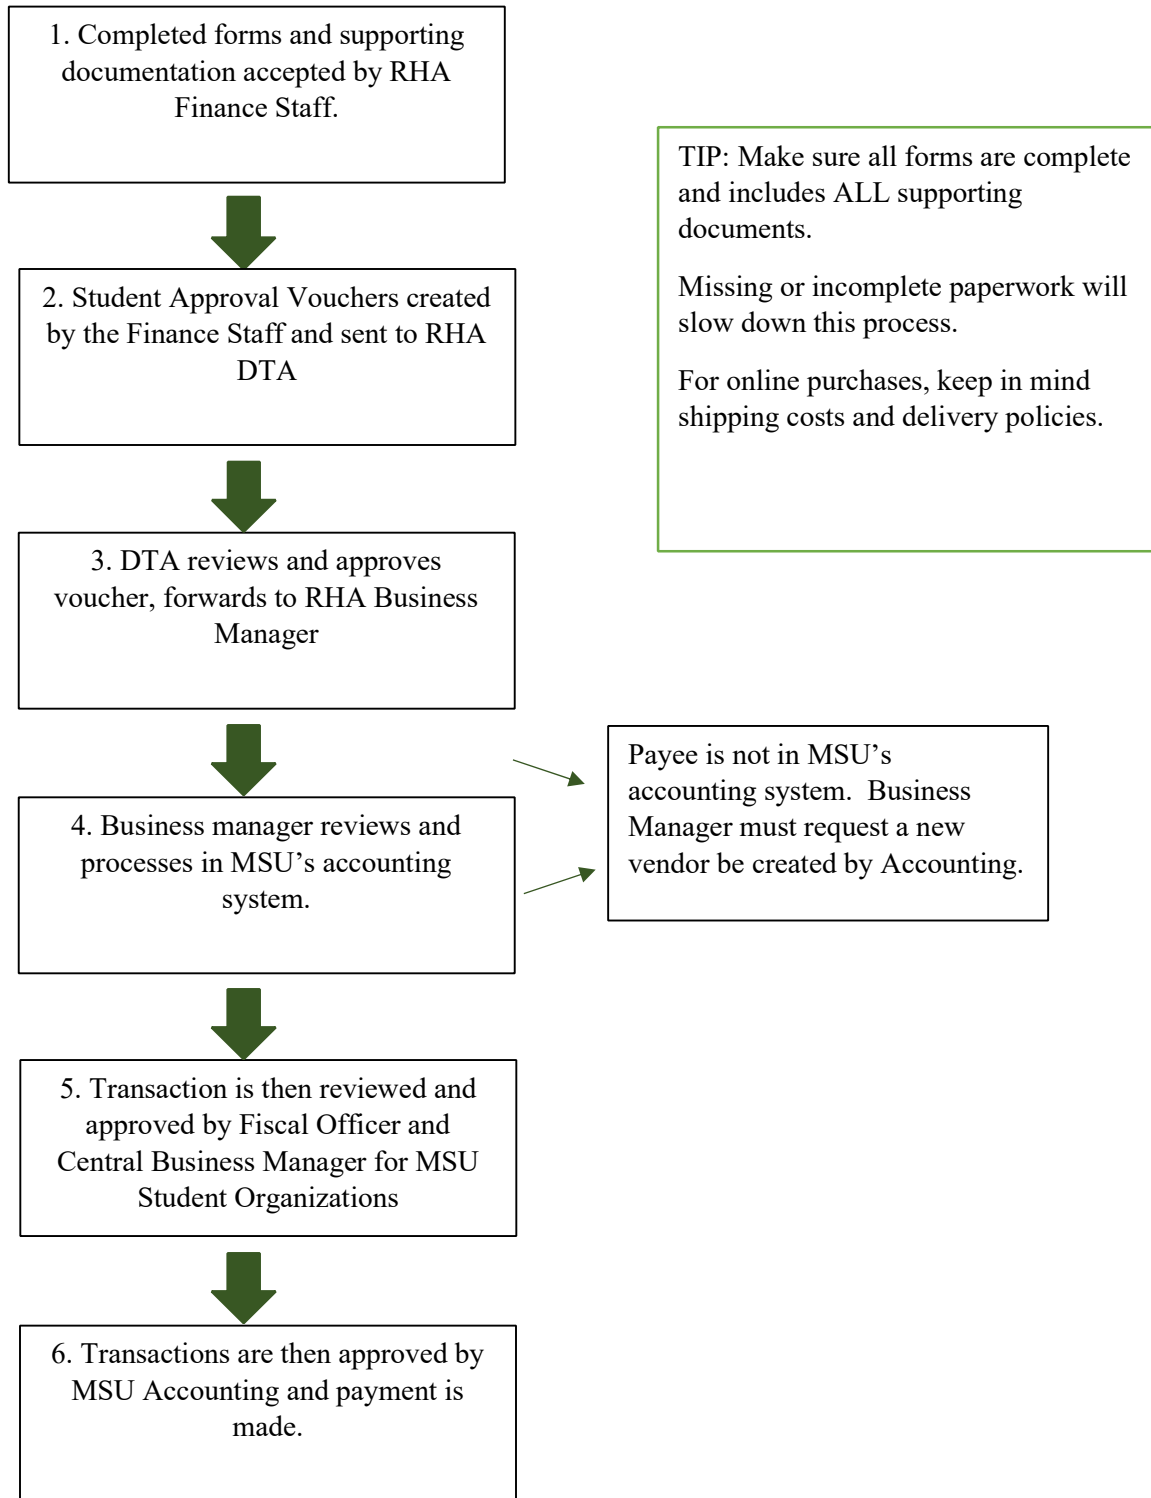 1. Completed forms and supporting
documentation accepted by RHA
Finance Staff.
TIP: Make sure all forms are complete
and includes ALL supporting
documents.
Missing or incomplete paperwork will
slow down this process.
For online purchases, keep in mind
shipping costs and delivery policies.
2. Student Approval Vouchers created
by the Finance Staff and sent to RHA
DTA
3. DTA reviews and approves
voucher, forwards to RHA Business
Manager
Payee is not in MSU’s
accounting system.  Business
Manager must request a new
vendor be created by Accounting.
4. Business manager reviews and
processes in MSU’s accounting
system.
5. Transaction is then reviewed and
approved by Fiscal Officer and
Central Business Manager for MSU
Student Organizations
6. Transactions are then approved by
MSU Accounting and payment is
made.